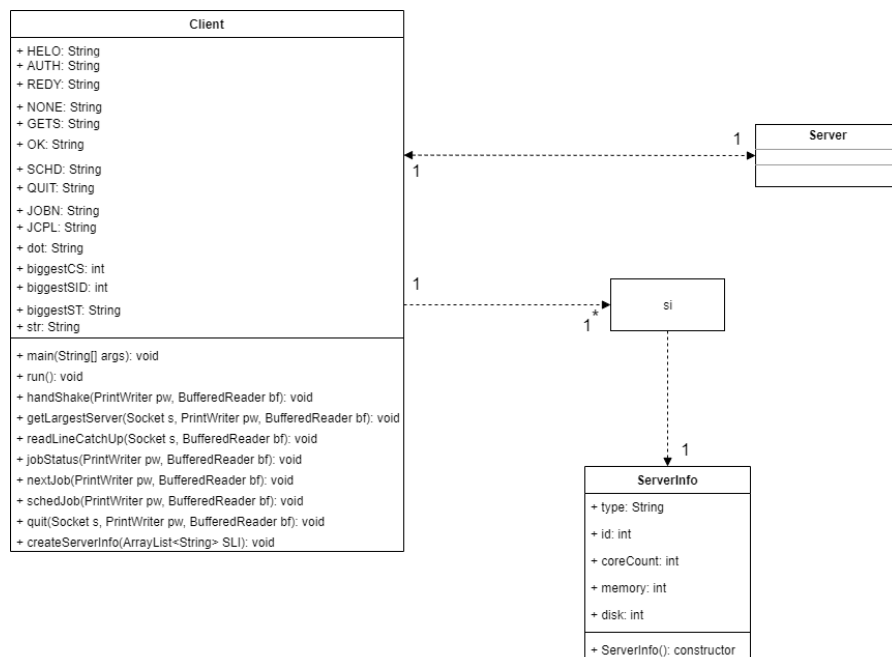 Client
+ HELO: String
+ AUTH: String
+ REDY: String
+ NONE: String
+ GETS: String
+ OK: String
+ SCHD: String
+ QUIT: String
+ JOBN: String
+ JCPL: String
+ dot: String
+ biggestCS: int
+ biggestSID: int
+ biggestST: String
+ str: String
+ main(String[] args): void
+ run(): void
+ handShake(PrintWriter pw, BufferedReader bf): void
+ getLargestServer(Socket s, PrintWriter pw, BufferedReader bf): void
+ readLineCatchUp(Socket s, BufferedReader bf): void
+ jobStatus(PrintWriter pw, BufferedReader bf): void
+ nextJob(PrintWriter pw, BufferedReader bf): void
+ schedJob(PrintWriter pw, BufferedReader bf): void
+ quit(Socket s, PrintWriter pw, BufferedReader bf): void
+ createServerInfo(ArrayList<String> SLI): void
1
1
Server
1
1*
si
1
ServerInfo
+ type: String
+ id: int
+ coreCount: int
+ memory: int
+ disk: int
+ ServerInfo(): constructor